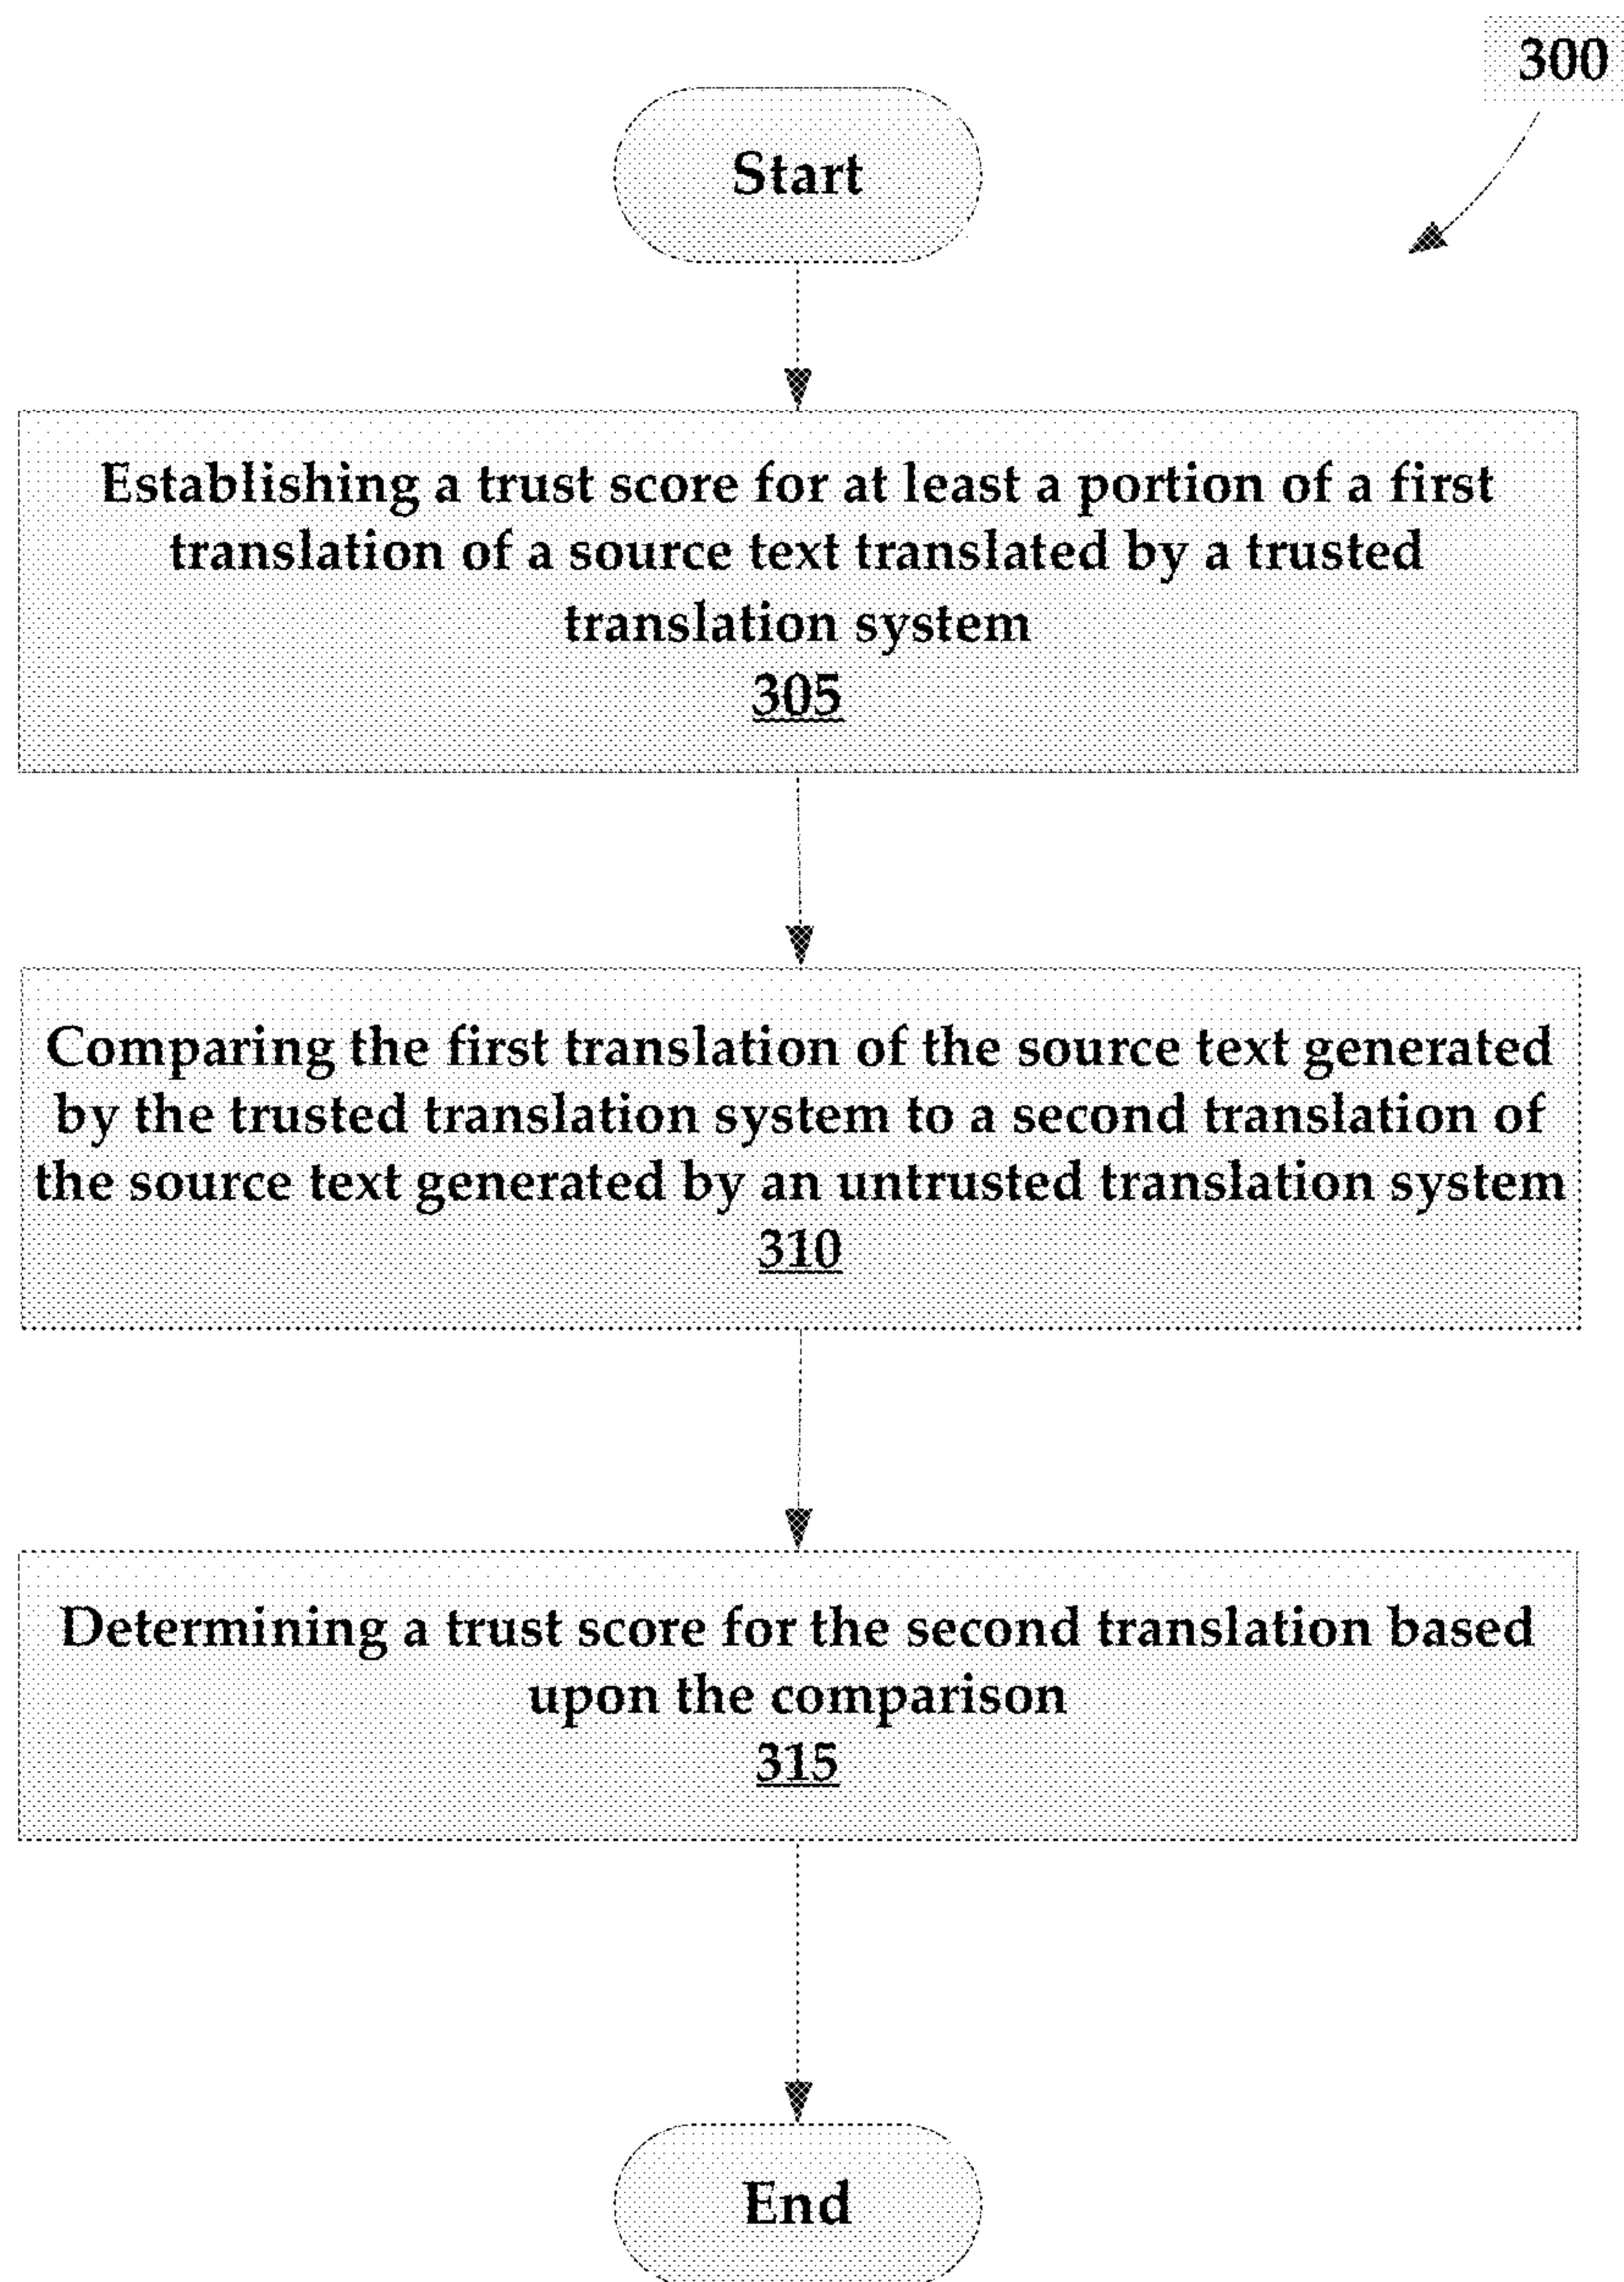 300
Start
Establishing a trust score for at least a portion of a first
translation of a source text translated by a trusted
translation system
305
Comparing the first translation of the source text generated
by the trusted translation system to a second translation of
the source text generated by an untrusted translation system
310
Determining a trust score for the second translation based
upon the comparison
315
End